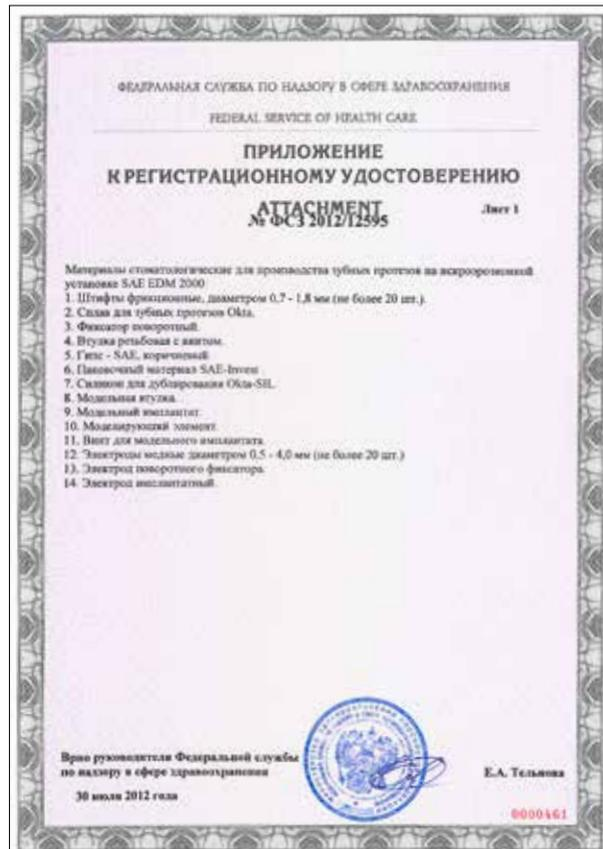 ФЕДЕРАЛЬНАЯ СЛУЖБА ПО НАДЗОРУ В СФЕРЕ ЗДРАВООХРАНЕНИЯ
FEDERAL SERVICE OF HEALTH CARE
ПРИЛОЖЕНИЕ
К РЕГИСТРАЦИОННОМУ УДОСТОВЕРЕНИЮ
ATTACHMENT Лист 1
№ ФСЗ 2012/12595
Материалы стоматологические для производства зубных протезов на искроэрозионной
установке SAE EDM 2000
1. Штифты фрикционные, диаметром 0,7 - 1,8 мм (не более 20 шт.).
2. Сплав для зубных протезов Okta.
3. Фиксатор поворотный.
4. Втулка резьбовая с винтом.
5. Гипс - SAE, коричневый.
6. Паковочный материал SAE-Invest
7. Силикон для дублирования Okta-SIL.
8. Модельная втулка.
9. Модельный имплантат.
10. Моделирующий элемент.
11. Винт для модельного имплантата.
12. Электроды медные диаметром 0,5 - 4,0 мм (не более 20 шт.)
13. Электрод поворотного фиксатора.
14. Электрод имплантатный.
Врио руководителя Федеральной службы
по надзору в сфере здравоохранения Е.А. Тельнова
30 июля 2012 года
0000461